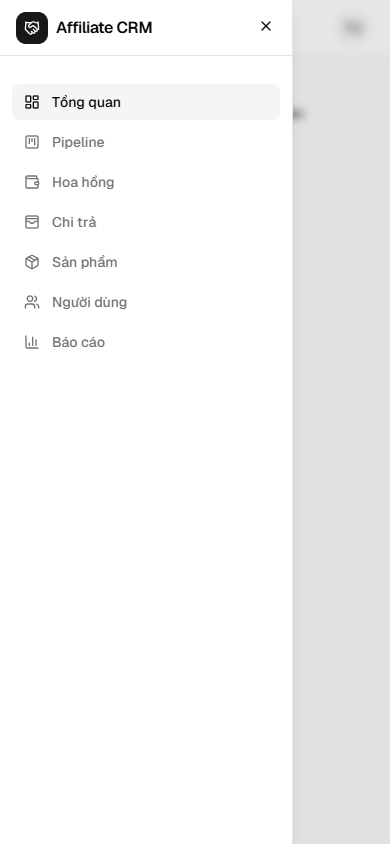 Affiliate CRM
Tổng quan
Pipeline
Hoa hồng
Chi trả
Sản phẩm
Người dùng
Báo cáo